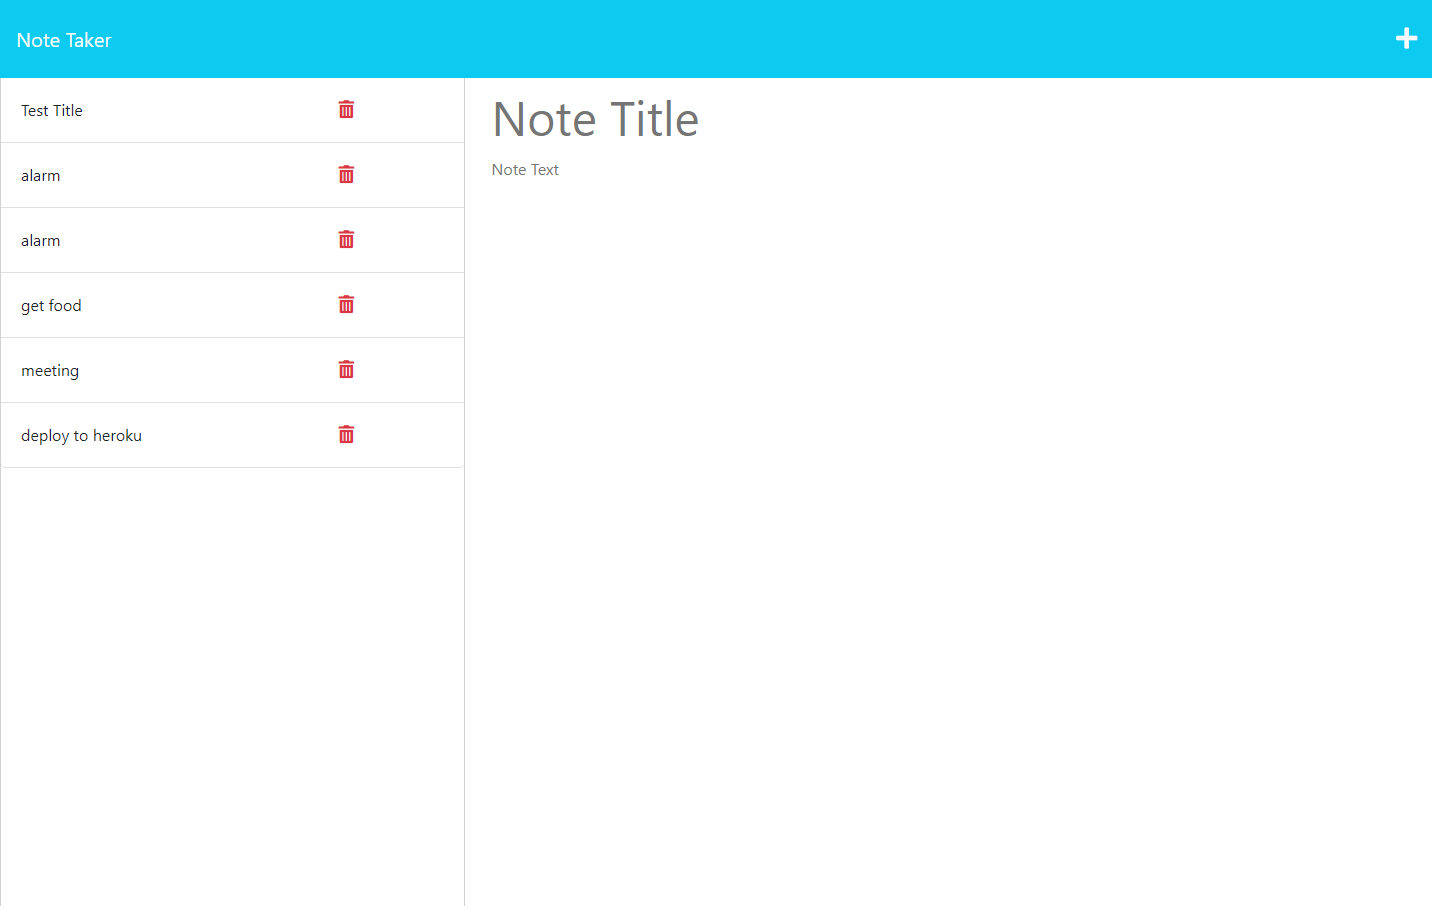 Note Taker
Test Title
alarm
alarm
get food
meeting
deploy to heroku
Note Title
Note Text